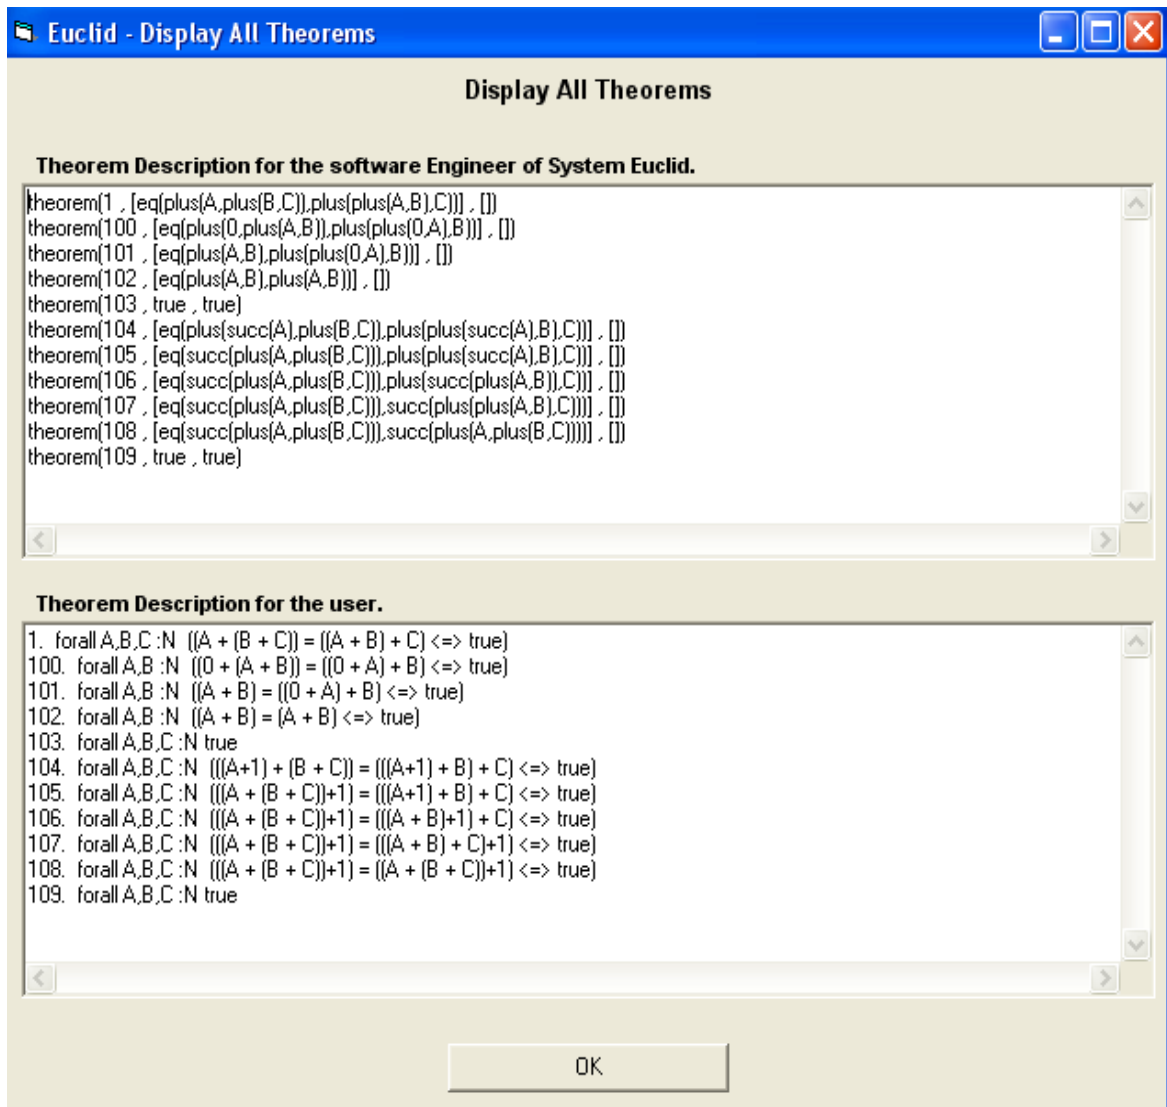 Euclid - Display All Theorems
Display All Theorems
Theorem Description for the software Engineer of System Euclid.
theorem(1 , [eq(plus(A,plus(B,C)),plus(plus(A,B),C))] , [])
theorem(100 , [eq(plus(0,plus(A,B)),plus(plus(0,A),B))] , [])
theorem(101 , [eq(plus(A,B),plus(plus(0,A),B))] , [])
theorem(102 , [eq(plus(A,B),plus(A,B))] , [])
theorem(103 , true , true)
theorem(104 , [eq(plus(succ(A),plus(B,C)),plus(plus(succ(A),B),C))] , [])
theorem(105 , [eq(succ(plus(A,plus(B,C))),plus(plus(succ(A),B),C))] , [])
theorem(106 , [eq(succ(plus(A,plus(B,C))),plus(succ(plus(A,B)),C))] , [])
theorem(107 , [eq(succ(plus(A,plus(B,C))),succ(plus(plus(A,B),C)))] , [])
theorem(108 , [eq(succ(plus(A,plus(B,C))),succ(plus(A,plus(B,C))))] , [])
theorem(109 , true , true)
Theorem Description for the user.
1. forall A,B,C :N ((A + (B + C)) = ((A + B) + C) <=> true)
100. forall A,B :N ((0 + (A + B)) = ((0 + A) + B) <=> true)
101. forall A,B :N ((A + B) = ((0 + A) + B) <=> true)
102. forall A,B :N ((A + B) = (A + B) <=> true)
103. forall A,B,C :N true
104. forall A,B,C :N (((A+1) + (B + C)) = (((A+1) + B) + C) <=> true)
105. forall A,B,C :N (((A + (B + C))+1) = (((A+1) + B) + C) <=> true)
106. forall A,B,C :N (((A + (B + C))+1) = (((A + B)+1) + C) <=> true)
107. forall A,B,C :N (((A + (B + C))+1) = (((A + B) + C)+1) <=> true)
108. forall A,B,C :N (((A + (B + C))+1) = ((A + (B + C))+1) <=> true)
109. forall A,B,C :N true
OK